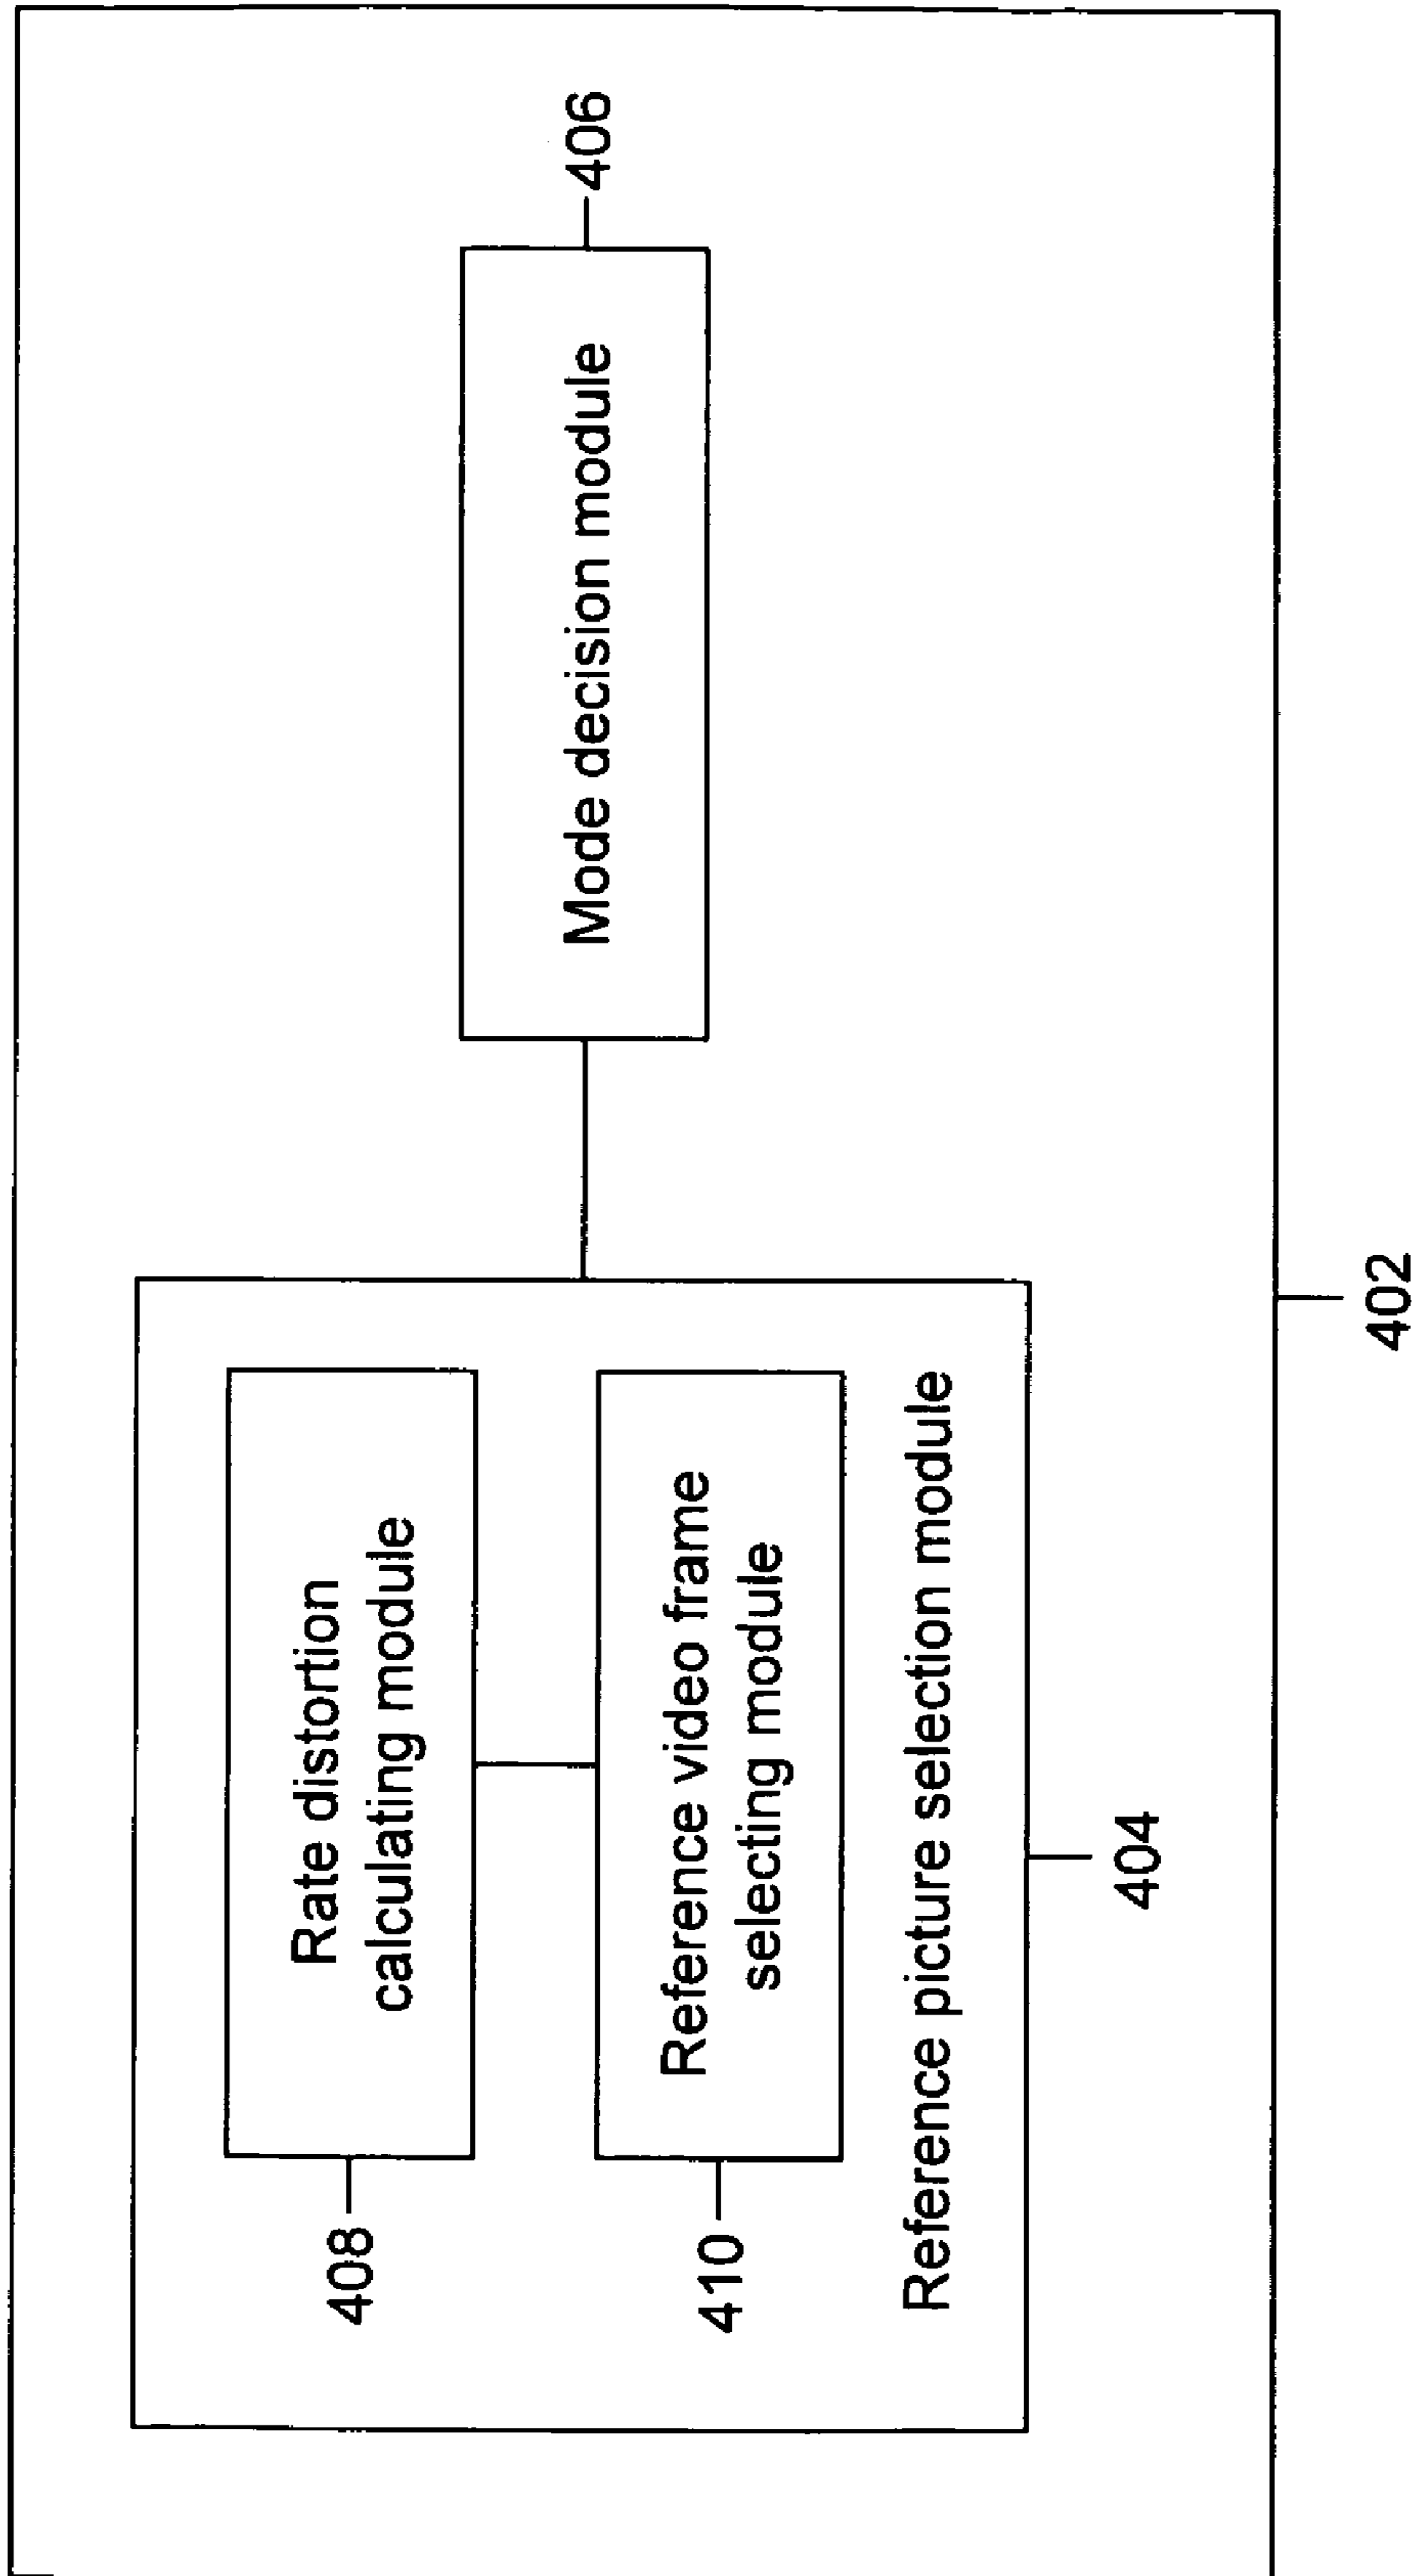 408
Rate distortion
calculating module
410
Reference video frame
selecting module
Reference picture selection module
404
Mode decision module
406
402